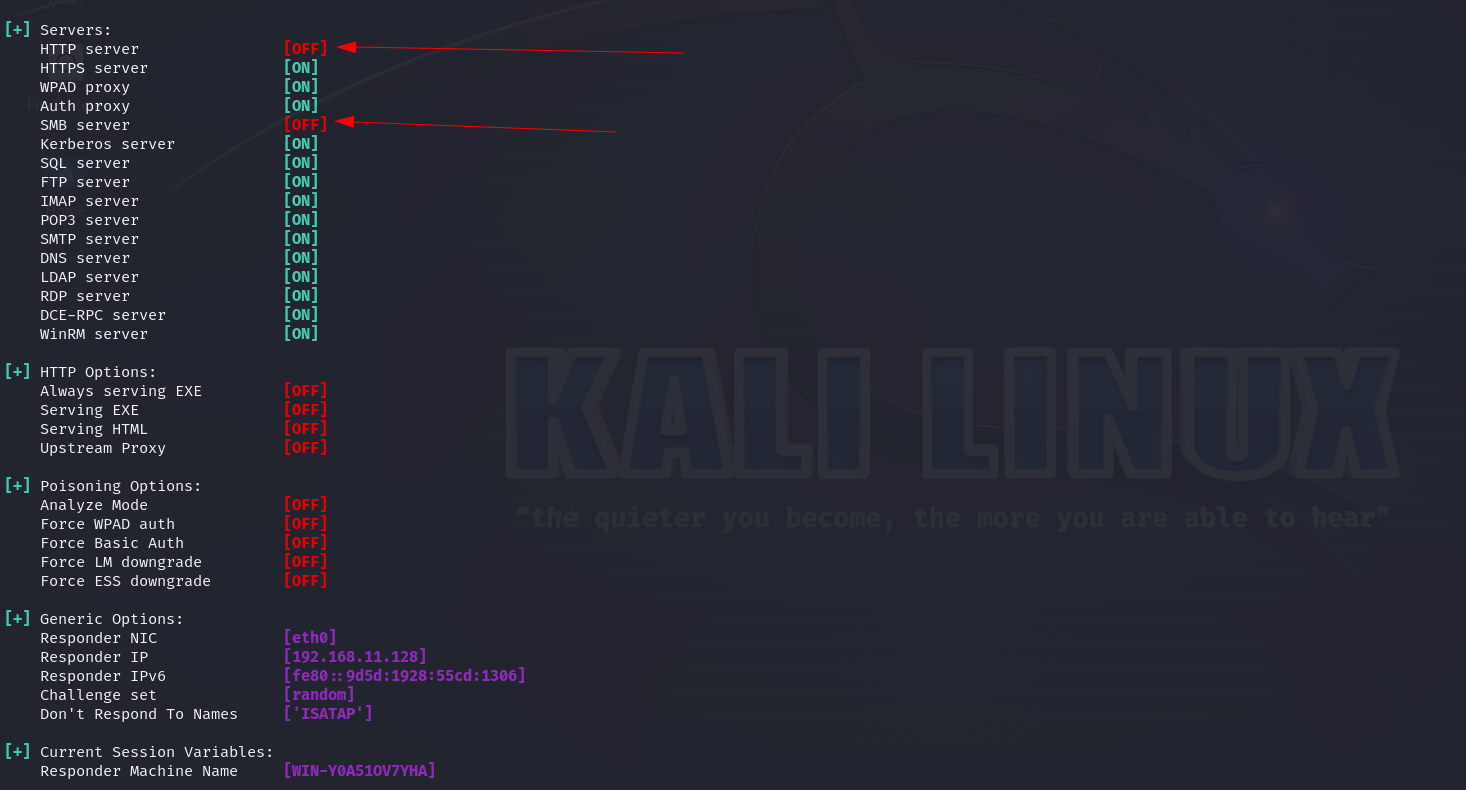 [+] Servers:
HTTP server [OFF]
HTTPS server [ON]
WPAD proxy [ON]
Auth proxy [ON]
SMB server [OFF]
Kerberos server [ON]
SQL server [ON]
FTP server [ON]
IMAP server [ON]
POP3 server [ON]
SMTP server [ON]
DNS server [ON]
LDAP server [ON]
RDP server [ON]
DCE-RPC server [ON]
WinRM server [ON]
[+] HTTP Options:
Always serving EXE [OFF]
Serving EXE [OFF]
Serving HTML [OFF]
Upstream Proxy [OFF]
[+] Poisoning Options:
Analyze Mode [OFF]
Force WPAD auth [OFF]
Force Basic Auth [OFF]
Force LM downgrade [OFF]
Force ESS downgrade [OFF]
[+] Generic Options:
Responder NIC [eth0]
Responder IP [192.168.11.128]
Responder IPv6 [fe80::9d5d:1928:55cd:1306]
Challenge set [random]
Don't Respond To Names ['ISATAP']
[+] Current Session Variables:
Responder Machine Name [WIN-Y0A51OV7YHA]
KALI LINUX
"the quieter you become, the more you are able to hear"